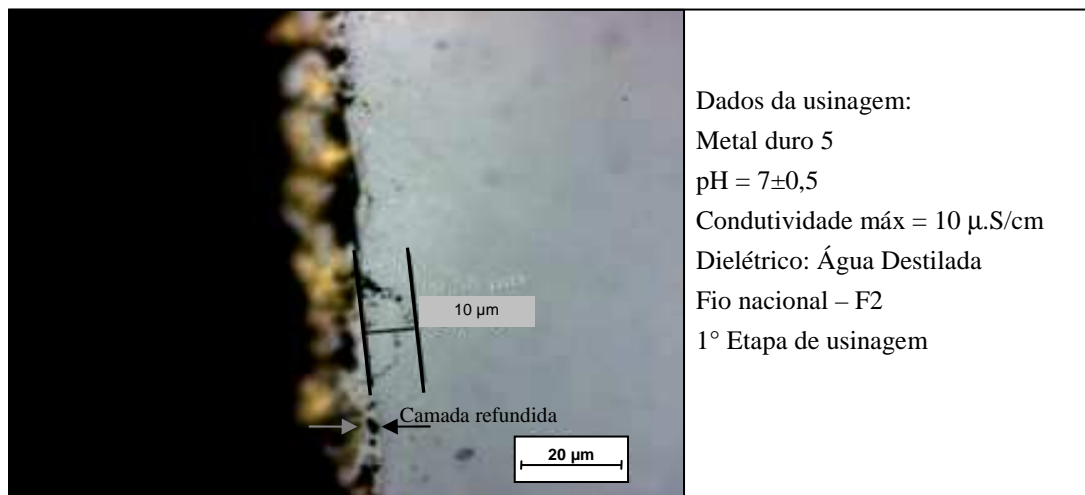 10 µm
Camada refundida
20 µm
Dados da usinagem:
Metal duro 5
pH = 7±0,5
Condutividade máx = 10 µ.S/cm
Dielétrico: Água Destilada
Fio nacional – F2
1° Etapa de usinagem